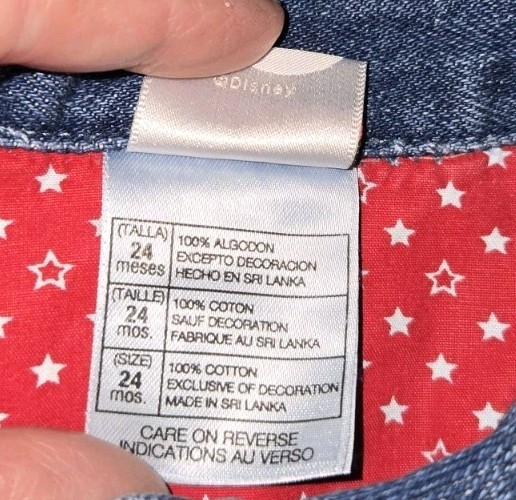 ©Disney
(TALLA)
24
meses
100% ALGODON
EXCEPTO DECORACION
HECHO EN SRI LANKA
(TAILLE)
24
mos.
100% COTON
SAUF DECORATION
FABRIQUE AU SRI LANKA
(SIZE)
24
mos.
100% COTTON
EXCLUSIVE OF DECORATION
MADE IN SRI LANKA
CARE ON REVERSE
INDICATIONS AU VERSO